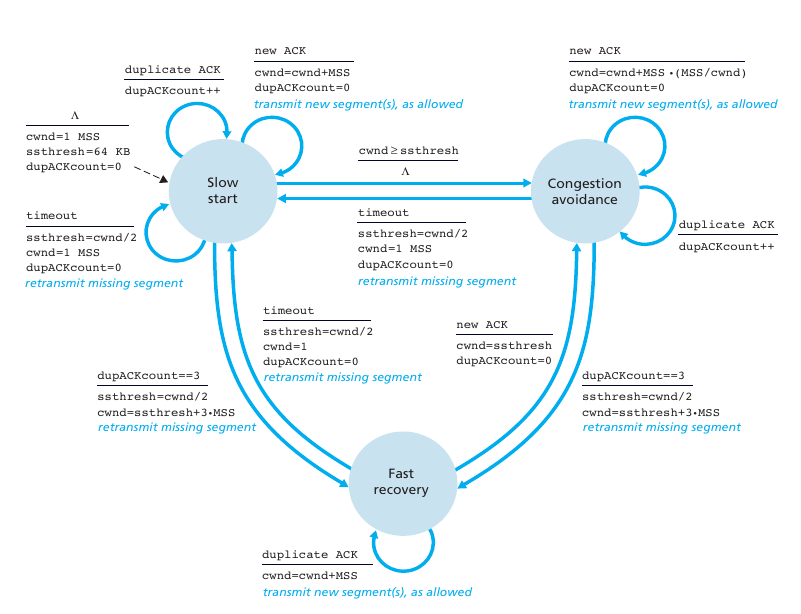 new ACK
cwnd=cwnd+MSS
dupACKcount=0
transmit new segment(s), as allowed
new ACK
cwnd=cwnd+MSS•(MSS/cwnd)
dupACKcount=0
transmit new segment(s), as allowed
duplicate ACK
dupACKcount++
Λ
cwnd=1 MSS
ssthresh=64 KB
dupACKcount=0
cwnd≥ssthresh
Λ
Slow
start
Congestion
avoidance
timeout
ssthresh=cwnd/2
cwnd=1 MSS
dupACKcount=0
retransmit missing segment
timeout
ssthresh=cwnd/2
cwnd=1 MSS
dupACKcount=0
retransmit missing segment
duplicate ACK
dupACKcount++
timeout
ssthresh=cwnd/2
cwnd=1
dupACKcount=0
retransmit missing segment
new ACK
cwnd=ssthresh
dupACKcount=0
dupACKcount==3
ssthresh=cwnd/2
cwnd=ssthresh+3•MSS
retransmit missing segment
dupACKcount==3
ssthresh=cwnd/2
cwnd=ssthresh+3•MSS
retransmit missing segment
Fast
recovery
duplicate ACK
cwnd=cwnd+MSS
transmit new segment(s), as allowed